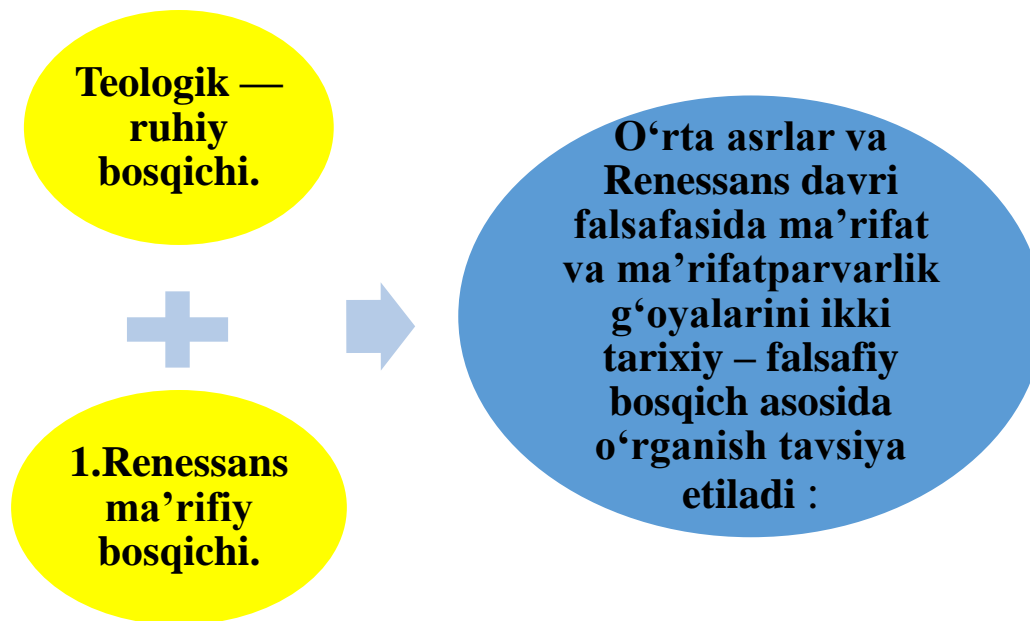 Teologik —
ruhiy
bosqichi.
1.Renessans
ma’rifiy
bosqichi.
O‘rta asrlar va
Renessans davri
falsafasida ma’rifat
va ma’rifatparvarlik
g‘oyalarini ikki
tarixiy – falsafiy
bosqich asosida
o‘rganish tavsiya
etiladi :